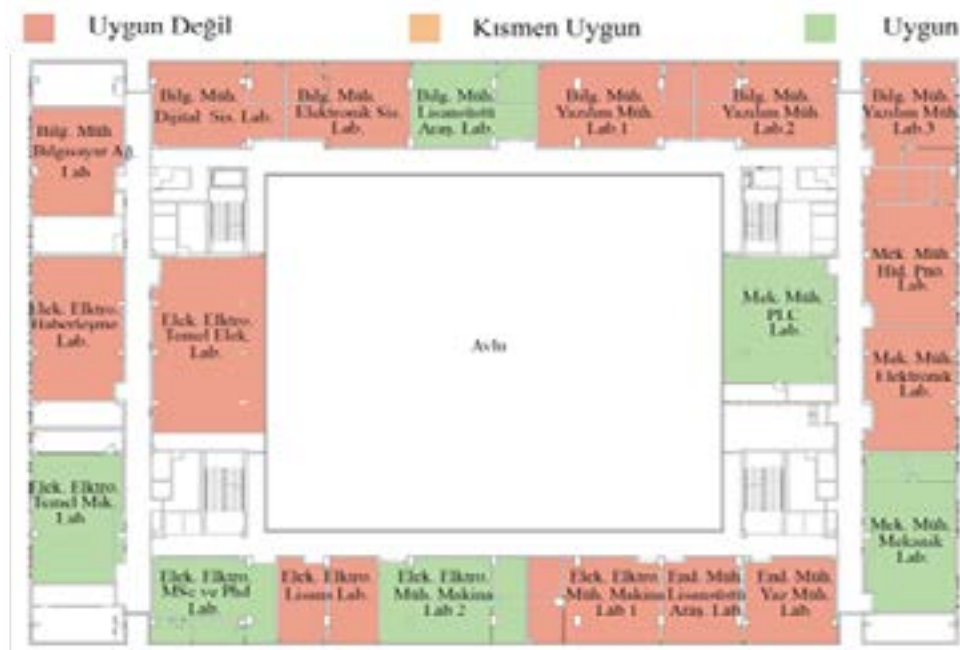 Uygun Değil
Kısmen Uygun
Uygun
Bilg. Müh.
Bilgisayar Ağ.
Lab.
Bilg. Müh.
Dijital Sis. Lab.
Bilg. Müh.
Elektronik Sis.
Lab.
Bilg. Müh.
Lisansüstü
Araş. Lab.
Bilg. Müh.
Yazılım Müh.
Lab 1
Bilg. Müh.
Yazılım Müh.
Lab 2
Bilg. Müh.
Yazılım Müh.
Lab 3
Elek. Elktro.
Haberleşme
Lab.
Elek. Elktro.
Temel Elek.
Lab.
Avlu
Mek. Müh.
PLC
Lab.
Mek. Müh.
Hid. Pnö.
Lab.
Mek. Müh.
Elektronik
Lab.
Elek. Elktro.
Temel Mik.
Lab
Mek. Müh.
Mekanik
Lab.
Elek. Elktro.
MSc ve Phd
Lab.
Elek. Elktro
Lisans Lab.
Elek. Elktro.
Müh. Makina
Lab 2
Elek. Elektro
Müh. Makina
Lab 1
End. Müh.
Lisansüstü
Araş. Lab.
End. Müh.
Yaz Müh.
Lab.